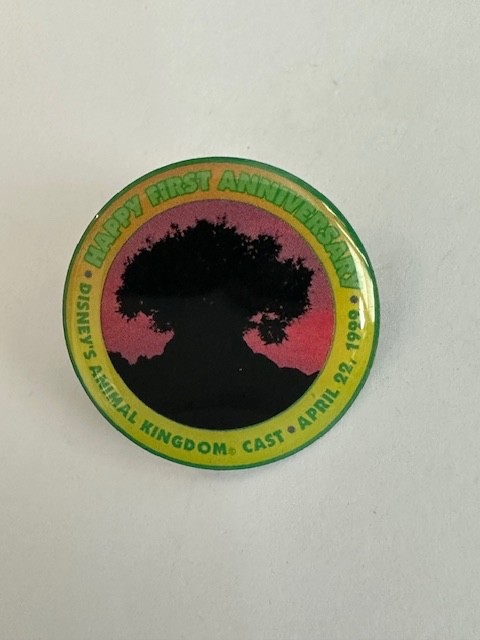 HAPPY FIRST ANNIVERSARY
• DISNEY'S ANIMAL KINGDOM® CAST • APRIL 22, 1999 •